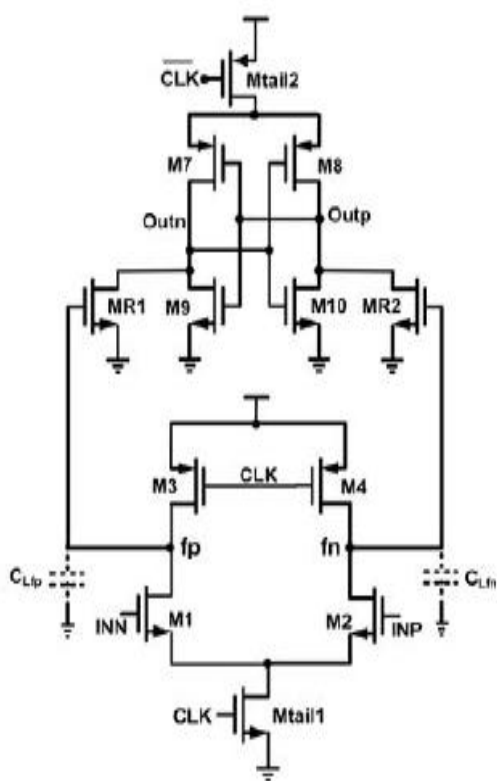 CLK
Mtail2
M7
M8
Outn
Outp
MR1
M9
M10
MR2
M3
CLK
M4
fp
fn
CLfp
CLfn
INN
M1
M2
INP
CLK
Mtail1